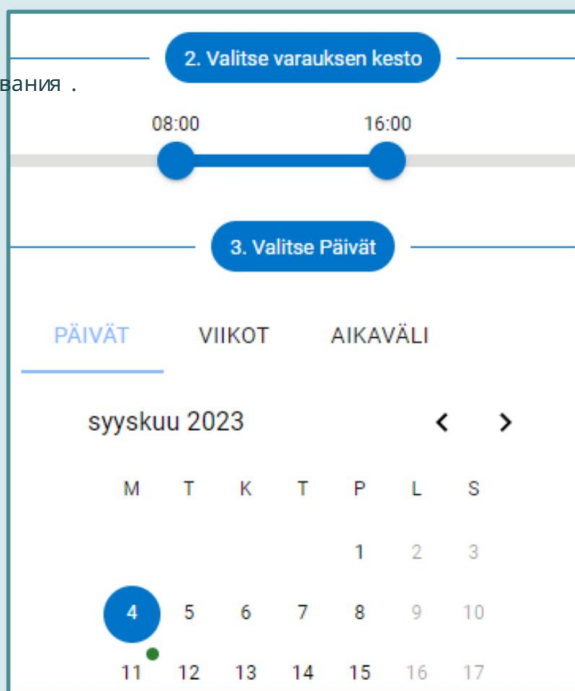 2. Valitse varauksen kesto
вания .
08:00 16:00
3. Valitse Päivät
PÄIVÄT VIIKOT AIKAVÄLI
syyskuu 2023
M T K T P L S
1 2 3
4 5 6 7 8 9 10
11 12 13 14 15 16 17